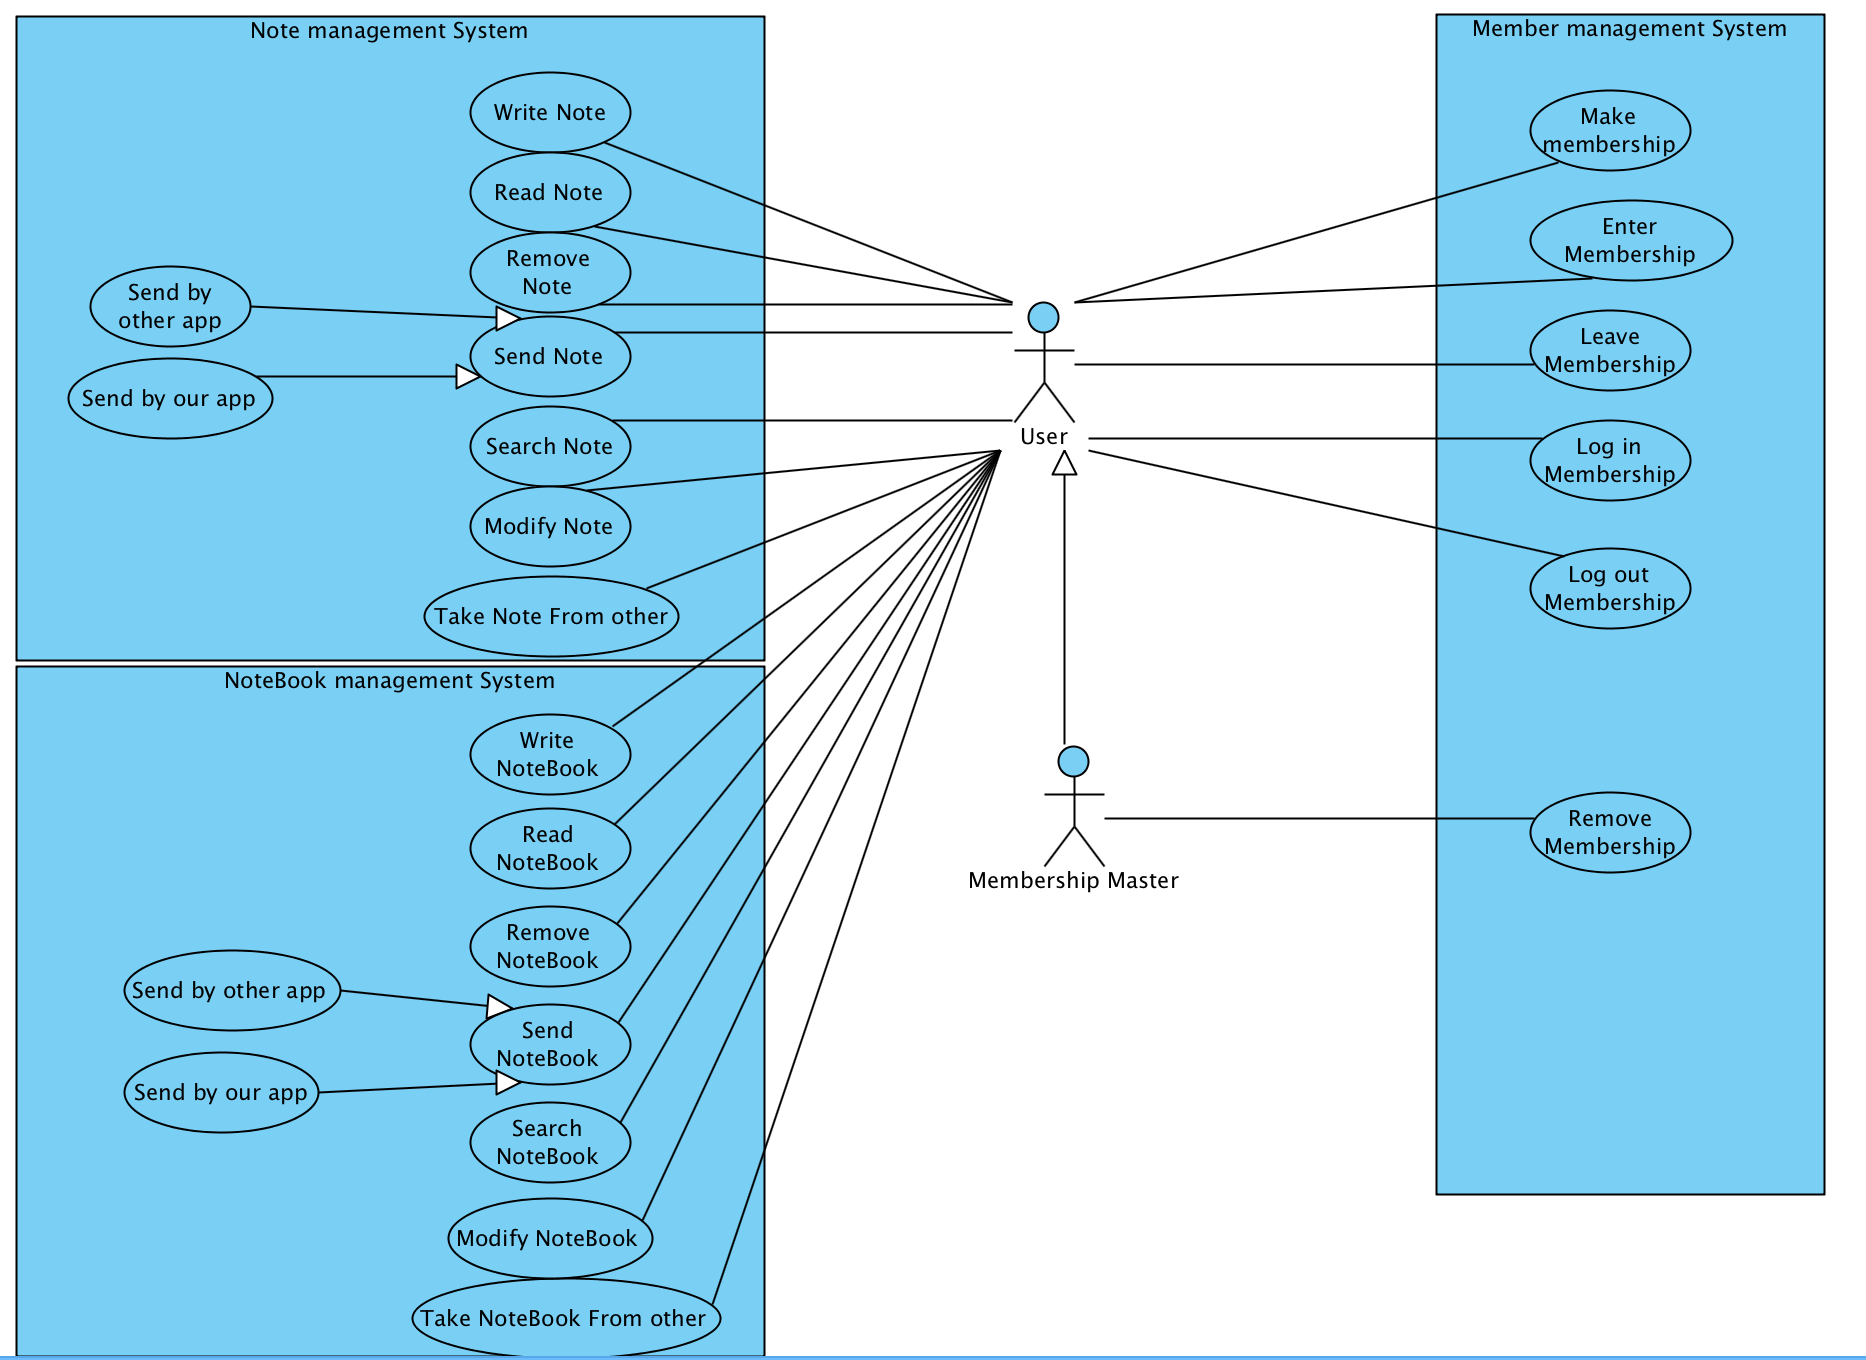 Note management System
Write Note
Read Note
Remove
Note
Send by
other app
Send Note
Send by our app
Search Note
Modify Note
Take Note From other
NoteBook management System
Write
NoteBook
Read
NoteBook
Remove
NoteBook
Send by other app
Send
NoteBook
Send by our app
Search
NoteBook
Modify NoteBook
Take NoteBook From other
User
Membership Master
Member management System
Make
membership
Enter
Membership
Leave
Membership
Log in
Membership
Log out
Membership
Remove
Membership